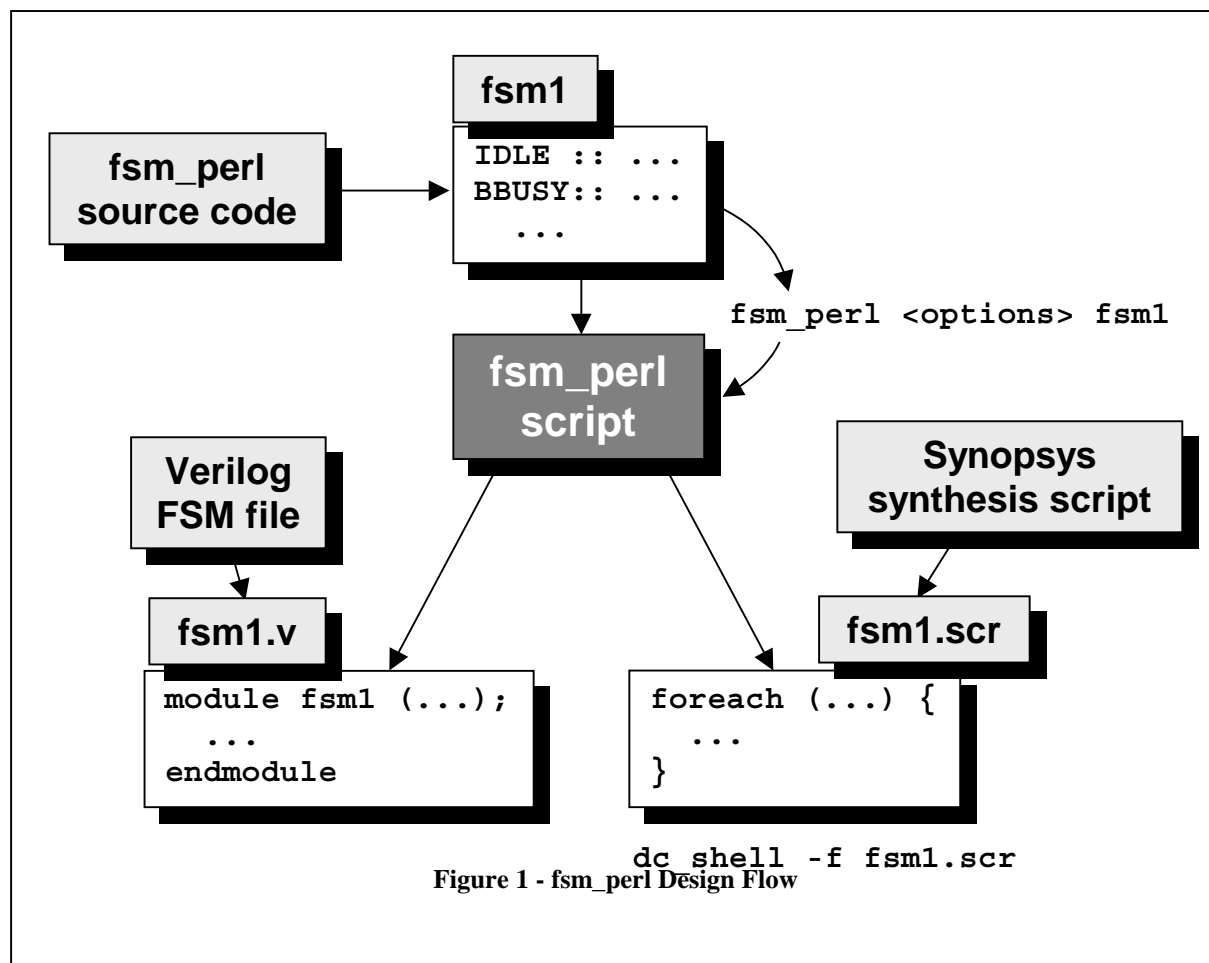 fsm1
fsm_perl
source code
IDLE :: ...
BBUSY:: ...
...
fsm_perl <options> fsm1
fsm_perl
script
Verilog
FSM file
Synopsys
synthesis script
fsm1.v
fsm1.scr
module fsm1 (...);
...
endmodule
foreach (...) {
...
}
dc_shell -f fsm1.scr
Figure 1 - fsm_perl Design Flow